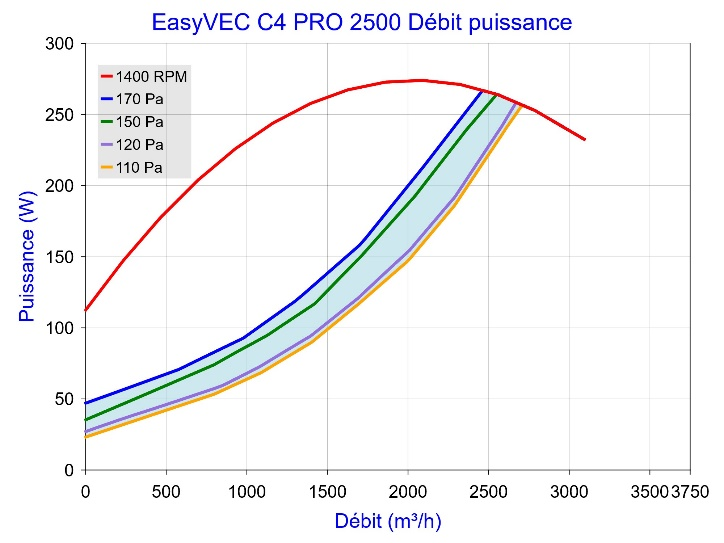 EasyVEC C4 PRO 2500 Débit puissance
300
250
200
150
100
50
0
1400 RPM
170 Pa
150 Pa
120 Pa
110 Pa
Puissance (W)
0 500 1000 1500 2000 2500 3000 3500 3750
Débit (m³/h)